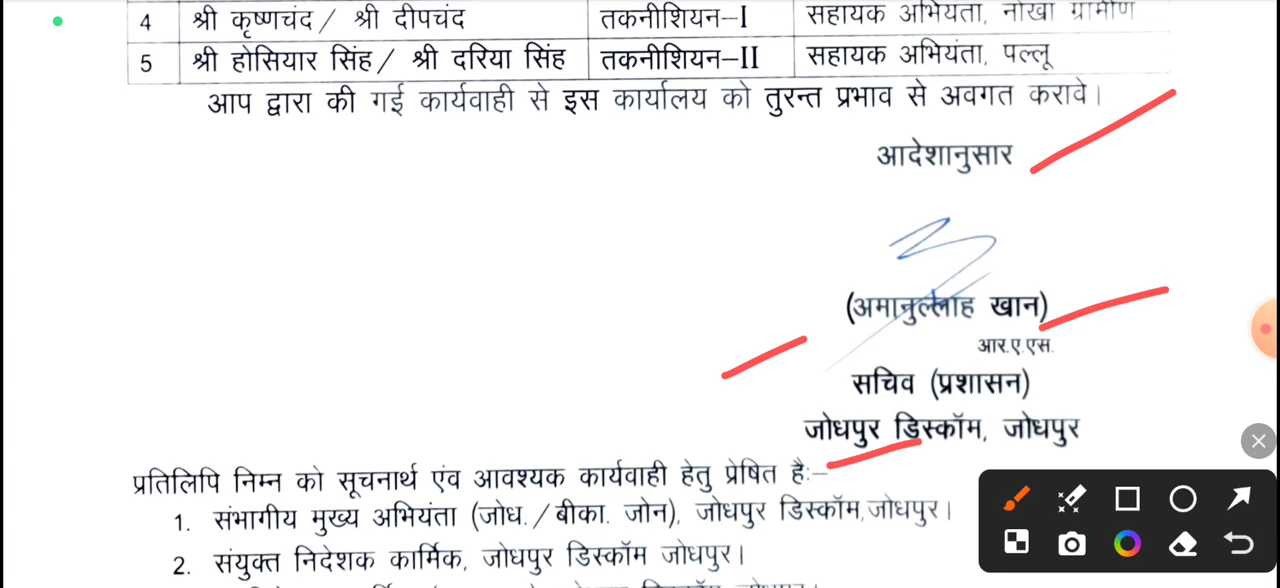 4 श्री कृष्णचंद / श्री दीपचंद तकनीशियन-I सहायक अभियंता, नोखा ग्रामीण
5 श्री होसियार सिंह / श्री दरिया सिंह तकनीशियन-II सहायक अभियंता, पल्लू
आप द्वारा की गई कार्यवाही से इस कार्यालय को तुरन्त प्रभाव से अवगत करावे।
आदेशानुसार
(अमानुल्लाह खान)
आर.ए.एस.
सचिव (प्रशासन)
जोधपुर डिस्कॉम, जोधपुर
प्रतिलिपि निम्न को सूचनार्थ एंव आवश्यक कार्यवाही हेतु प्रेषित है:-
1. संभागीय मुख्य अभियंता (जोध. / बीका. जोन), जोधपुर डिस्कॉम, जोधपुर।
2. संयुक्त निदेशक कार्मिक, जोधपुर डिस्कॉम जोधपुर।